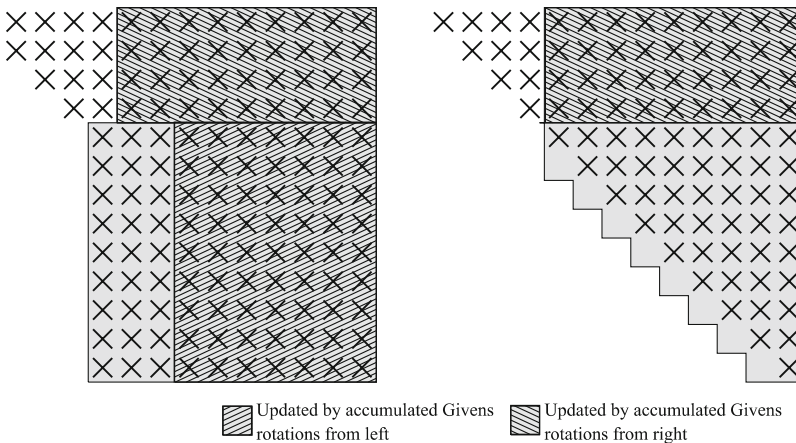 Updated by accumulated Givens
rotations from left
Updated by accumulated Givens
rotations from right